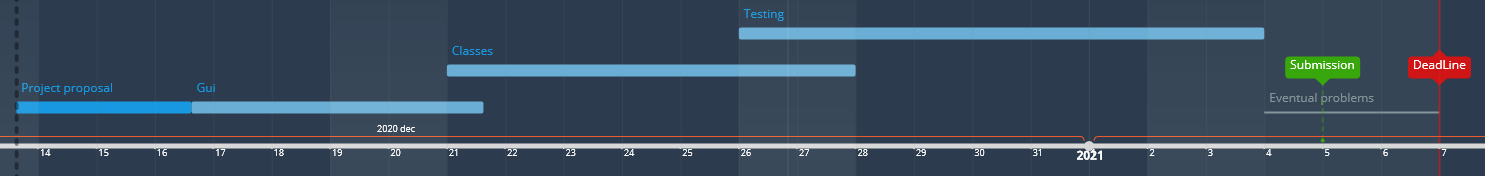 Testing
Classes
Submission
DeadLine
Project proposal
Gui
Eventual problems
2020 dec
14 15 16 17 18 19 20 21 22 23 24 25 26 27 28 29 30 31 2021 2 3 4 5 6 7